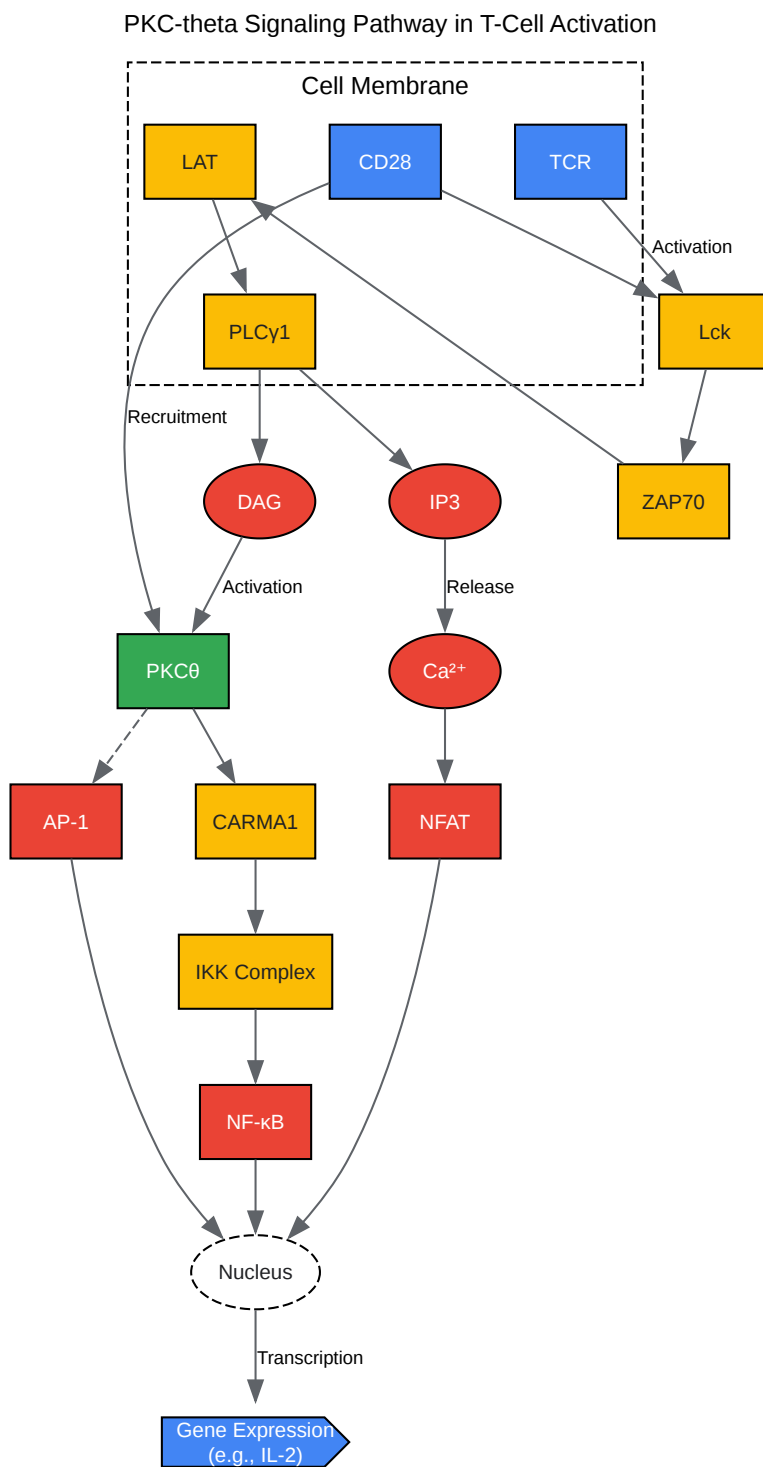 PKC-theta Signaling Pathway in T-Cell Activation
Cell Membrane
LAT
CD28
TCR
Activation
PLCγ1
Lck
Recruitment
DAG
IP3
ZAP70
Activation
Release
PKCθ
Ca²⁺
AP-1
CARMA1
NFAT
IKK Complex
NF-κB
Nucleus
Transcription
Gene Expression
(e.g., IL-2)